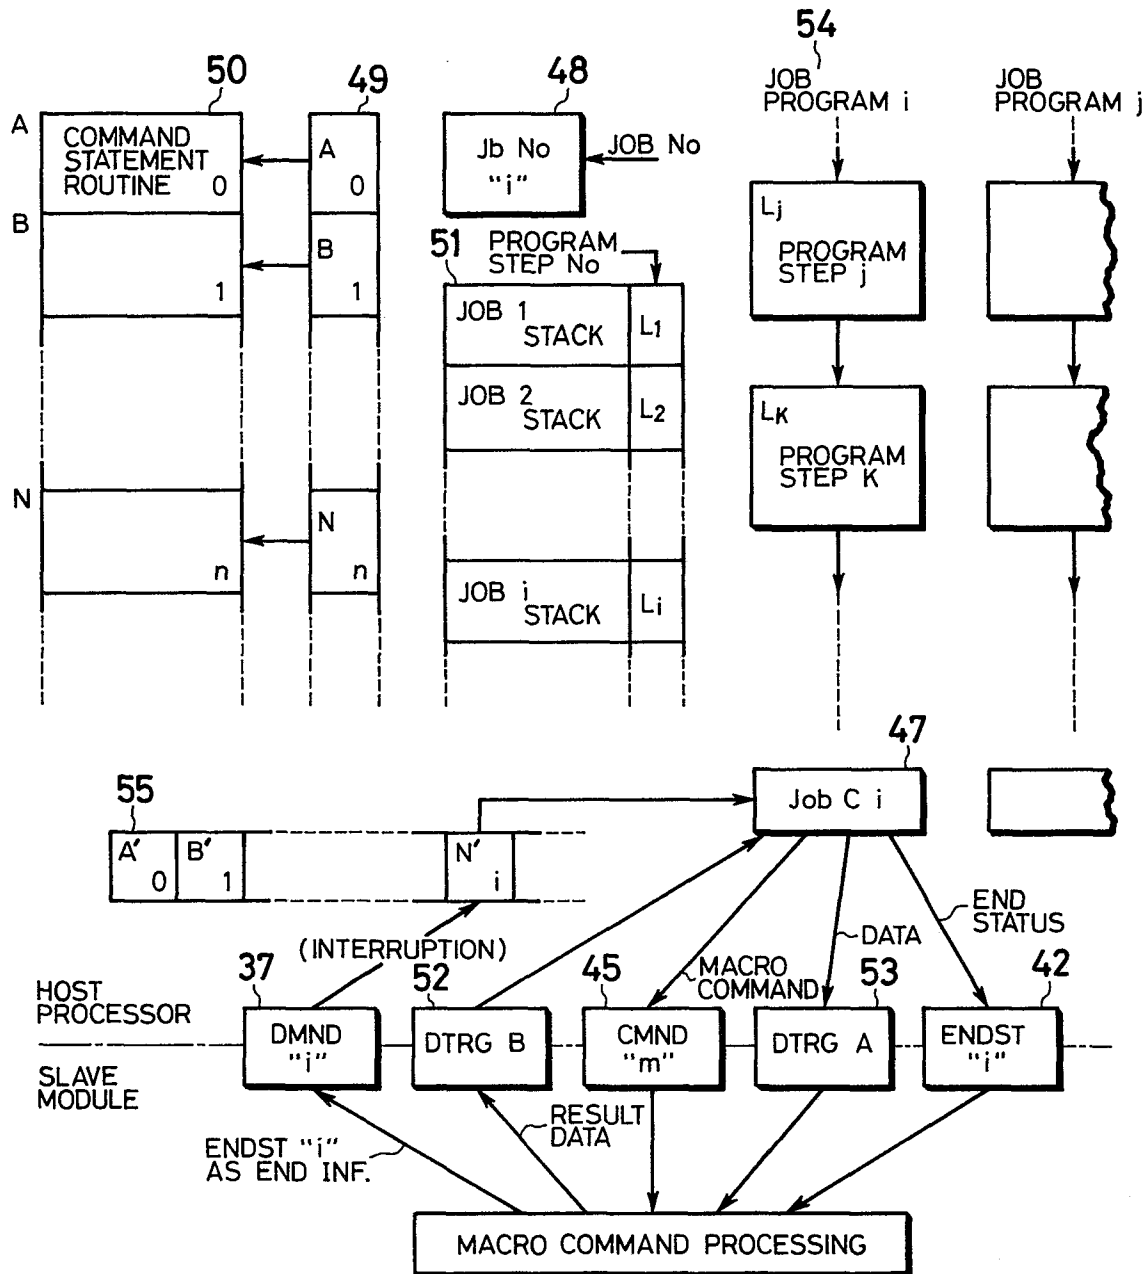 50
49
48
54
JOB
PROGRAM i
JOB
PROGRAM j
A
COMMAND
STATEMENT
ROUTINE 0
A
0
Jb No
"i"
JOB No
B
1
B
1
51
PROGRAM
STEP No
JOB 1
STACK
L1
JOB 2
STACK
L2
Lj
PROGRAM
STEP j
LK
PROGRAM
STEP K
N
n
N
n
JOB i
STACK
Li
47
Job C i
55
A' 0
B' 1
N' i
(INTERRUPTION)
MACRO
COMMAND
DATA
END
STATUS
HOST
PROCESSOR
37
DMND
"i"
52
DTRG B
45
CMND
"m"
53
DTRG A
42
ENDST
"i"
SLAVE
MODULE
ENDST "i"
AS END INF.
RESULT
DATA
MACRO COMMAND PROCESSING